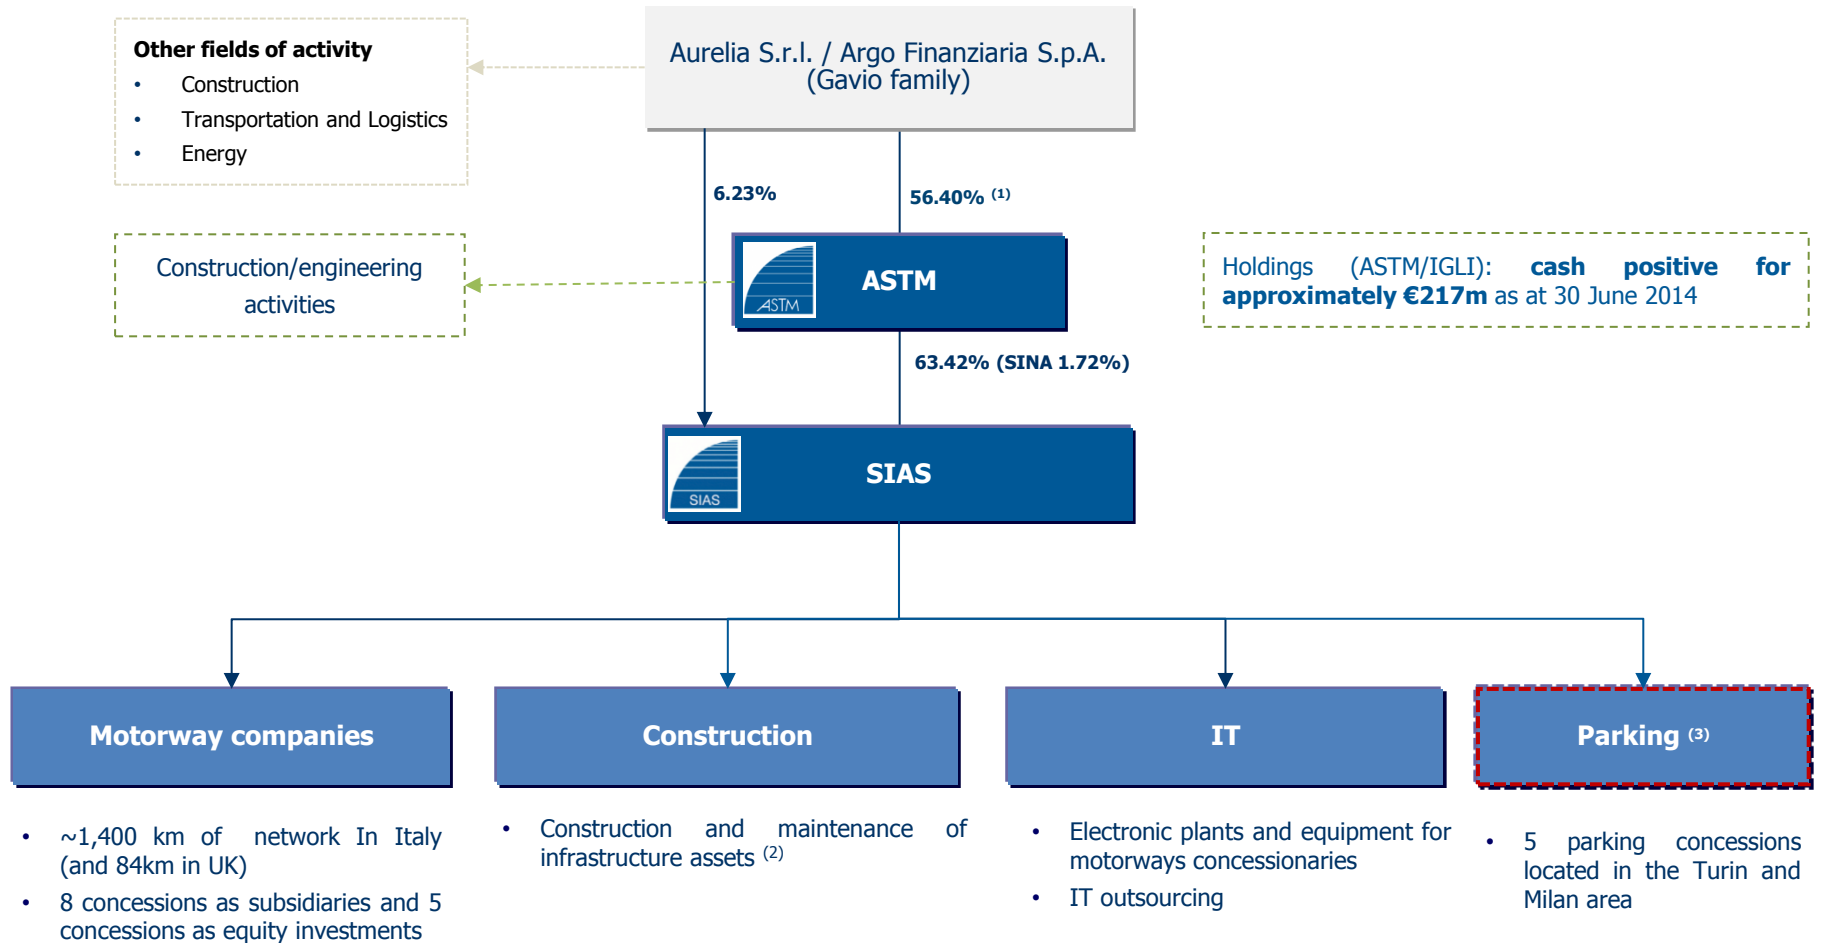 Other fields of activity
• Construction
• Transportation and Logistics
• Energy
Aurelia S.r.l. / Argo Finanziaria S.p.A.
(Gavio family)
6.23%
56.40% (1)
Construction/engineering
activities
ASTM
ASTM
Holdings (ASTM/IGLI): cash positive for
approximately €217m as at 30 June 2014
63.42% (SINA 1.72%)
SIAS
SIAS
Motorway companies
Construction
IT
Parking (3)
• ~1,400 km of network In Italy
(and 84km in UK)
• 8 concessions as subsidiaries and 5
concessions as equity investments
• Construction and maintenance of
infrastructure assets (2)
• Electronic plants and equipment for
motorways concessionaries
• IT outsourcing
• 5 parking concessions
located in the Turin and
Milan area